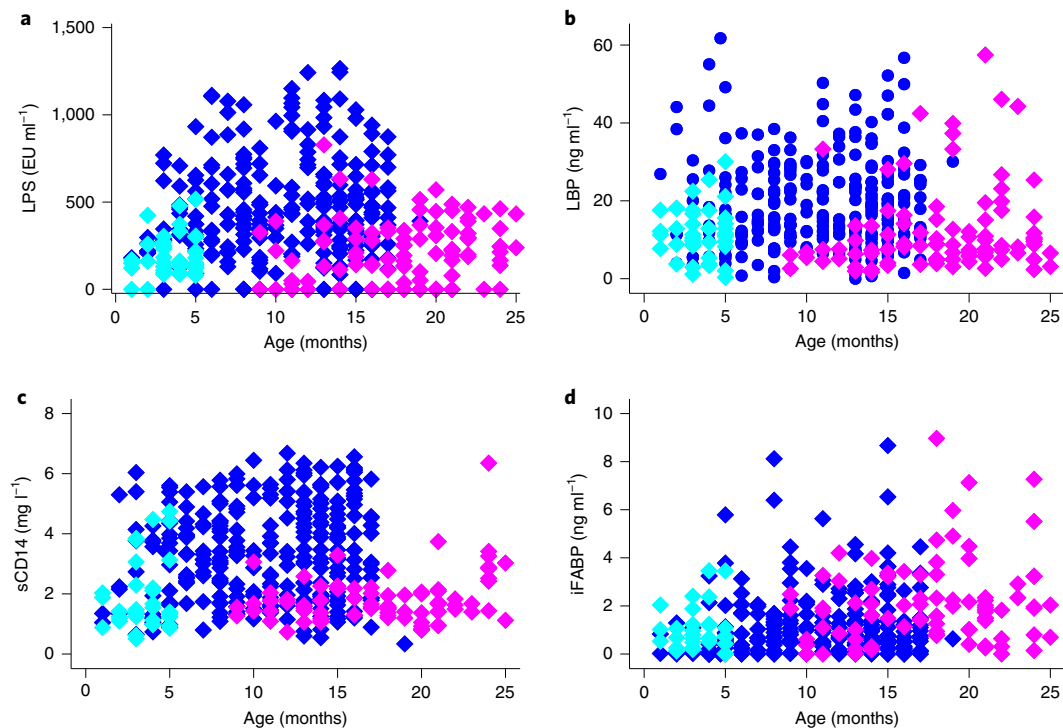 a
1,500
1,000
500
0
LPS (EU ml⁻¹)
0 5 10 15 20 25
Age (months)
b
60
40
20
0
LBP (ng ml⁻¹)
0 5 10 15 20 25
Age (months)
c
8
6
4
2
0
sCD14 (mg l⁻¹)
0 5 10 15 20 25
Age (months)
d
10
8
6
4
2
0
iFABP (ng ml⁻¹)
0 5 10 15 20 25
Age (months)